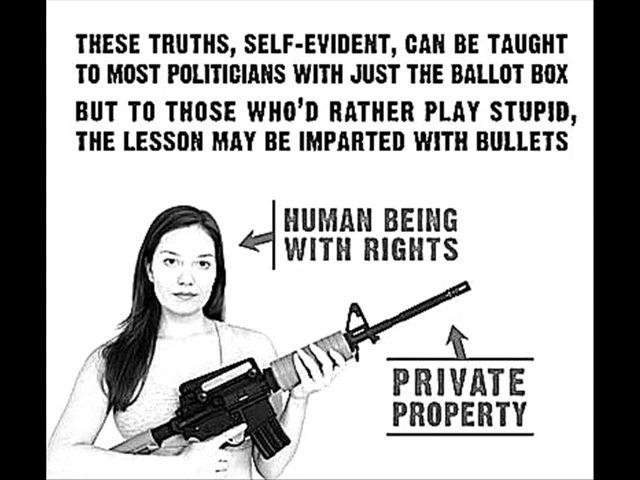 THESE TRUTHS, SELF-EVIDENT, CAN BE TAUGHT
TO MOST POLITICIANS WITH JUST THE BALLOT BOX
BUT TO THOSE WHO'D RATHER PLAY STUPID,
THE LESSON MAY BE IMPARTED WITH BULLETS
HUMAN BEING
WITH RIGHTS
PRIVATE
PROPERTY